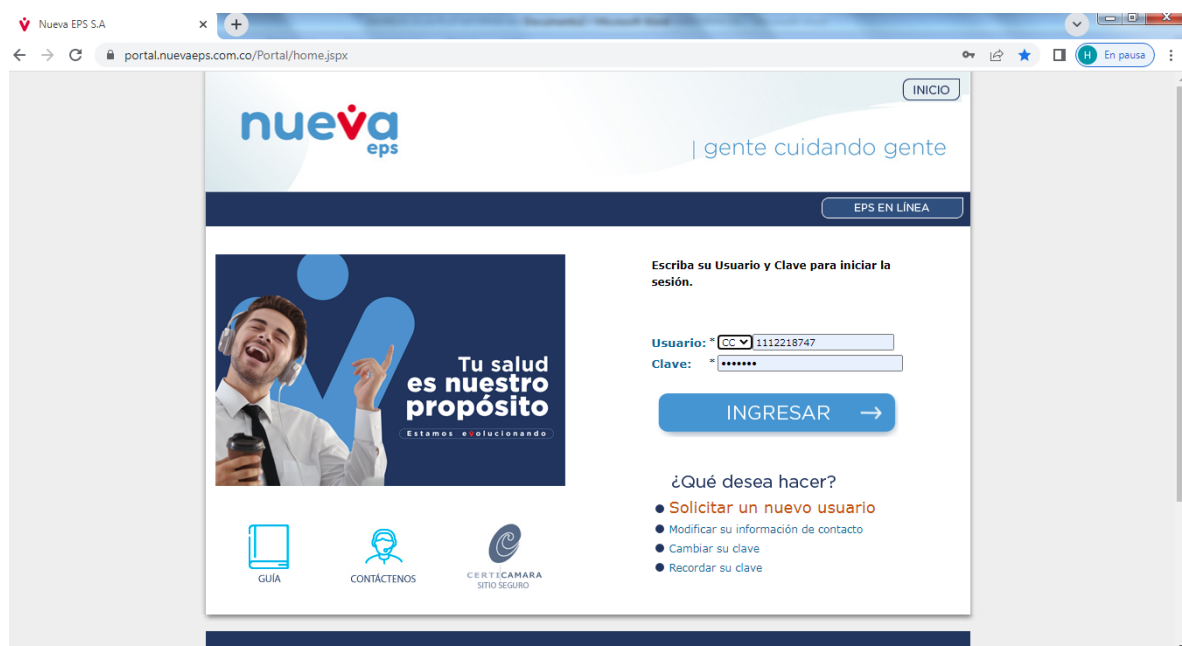 Nueva EPS S.A
portal.nuevaeps.com.co/Portal/home.jspx
H En pausa
INICIO
nueva
eps
| gente cuidando gente
EPS EN LÍNEA
Escriba su Usuario y Clave para iniciar la
sesión.
Usuario: * CC 1112218747
Clave: * •••••••
INGRESAR →
Tu salud
es nuestro
propósito
Estamos evolucionando
¿Qué desea hacer?
Solicitar un nuevo usuario
Modificar su información de contacto
Cambiar su clave
Recordar su clave
GUÍA
CONTÁCTENOS
CERTICAMARA
SITIO SEGURO